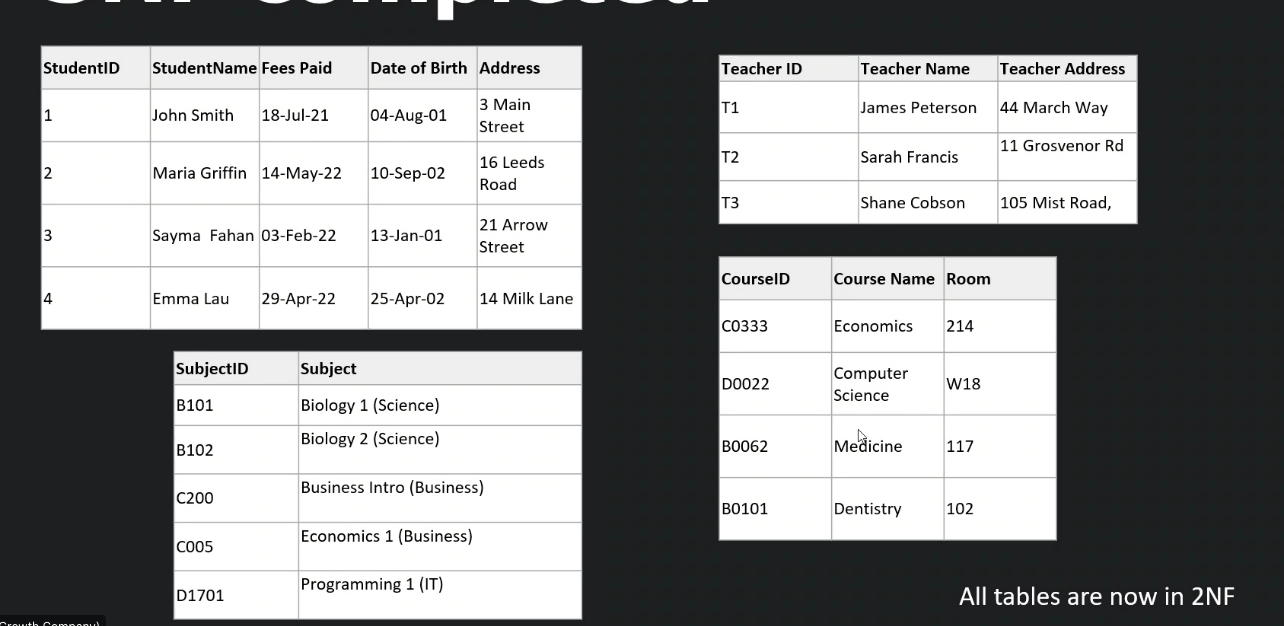 StudentID StudentName Fees Paid Date of Birth Address
1 John Smith 18-Jul-21 04-Aug-01 3 Main Street
2 Maria Griffin 14-May-22 10-Sep-02 16 Leeds Road
3 Sayma Fahan 03-Feb-22 13-Jan-01 21 Arrow Street
4 Emma Lau 29-Apr-22 25-Apr-02 14 Milk Lane
SubjectID Subject
B101 Biology 1 (Science)
B102 Biology 2 (Science)
C200 Business Intro (Business)
C005 Economics 1 (Business)
D1701 Programming 1 (IT)
Teacher ID Teacher Name Teacher Address
T1 James Peterson 44 March Way
T2 Sarah Francis 11 Grosvenor Rd
T3 Shane Cobson 105 Mist Road,
CourseID Course Name Room
C0333 Economics 214
D0022 Computer Science W18
B0062 Medicine 117
B0101 Dentistry 102
All tables are now in 2NF